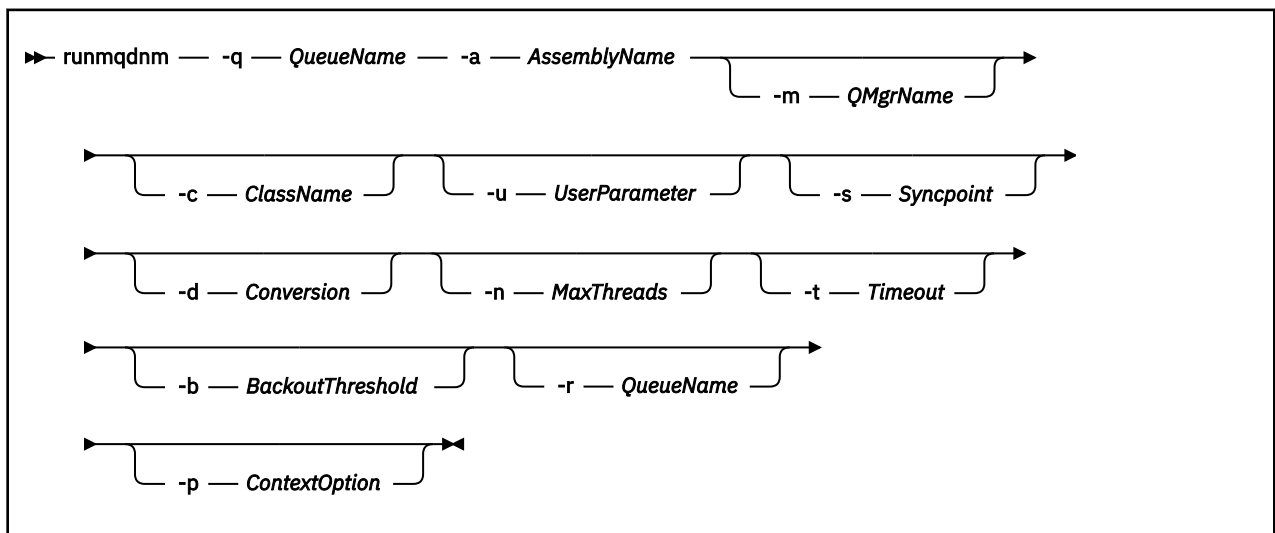 runmqdnm -q QueueName -a AssemblyName
-m QMgrName
-c ClassName -u UserParameter -s Syncpoint
-d Conversion -n MaxThreads -t Timeout
-b BackoutThreshold -r QueueName
-p ContextOption